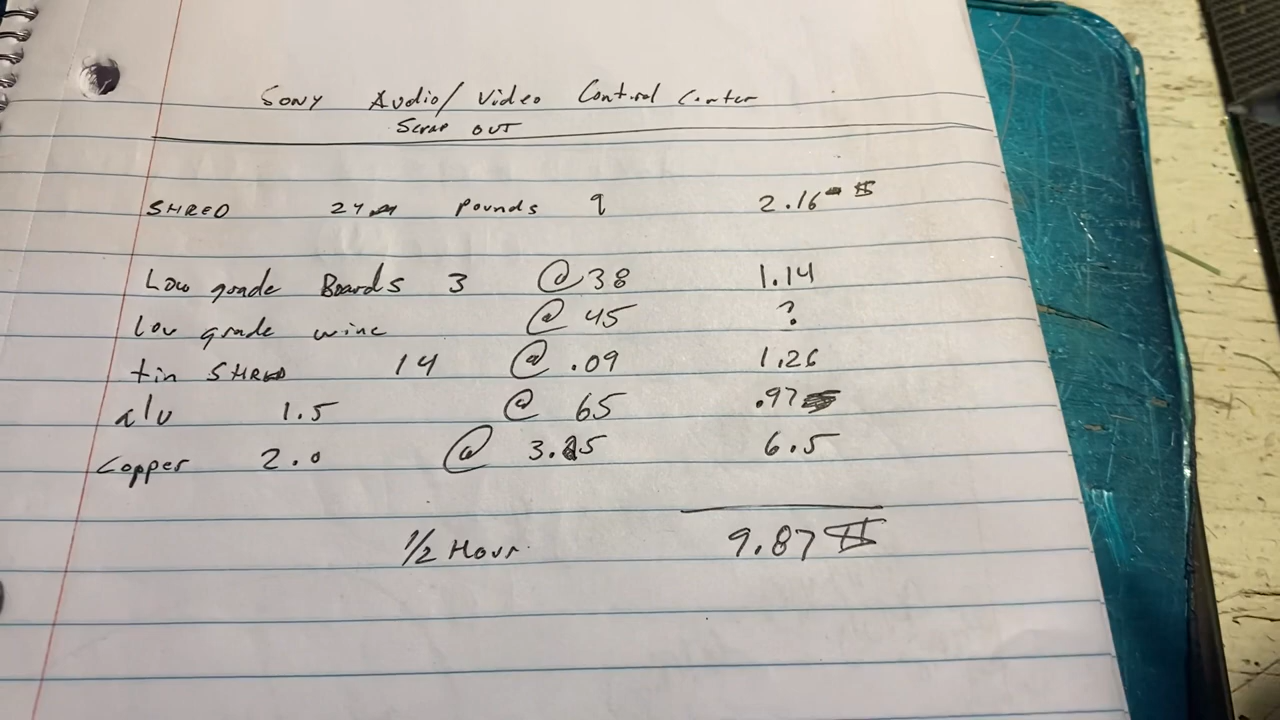 SONY Audio/Video Control Center
Scrap OUT
SHRED 24 pounds 9 2.16 $
Low grade Boards 3 @ 38 1.14
low grade wire @ 45 ?
tin SHRED 14 @ .09 1.26
alu 1.5 @ 65 .97
Copper 2.0 @ 3.25 6.5
1/2 Hour 9.87 $